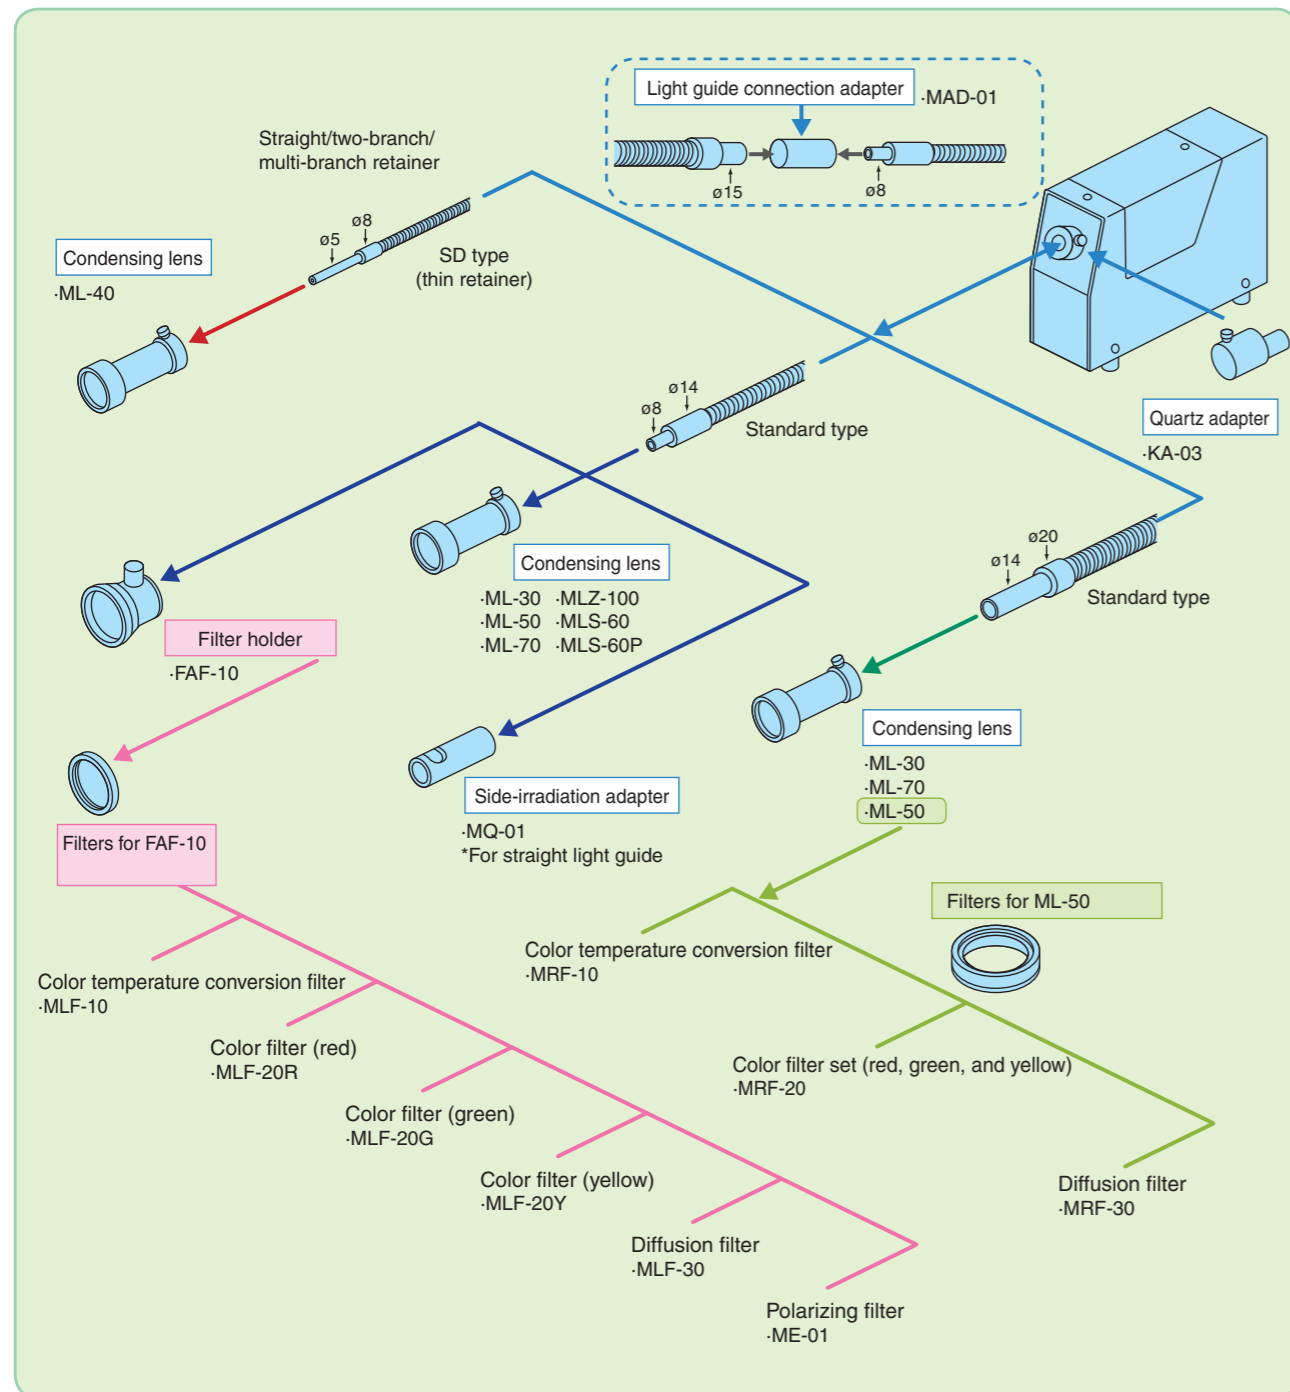 Light guide connection adapter
·MAD-01
ø15
ø8
Straight/two-branch/
multi-branch retainer
ø8
ø5
SD type
(thin retainer)
Condensing lens
·ML-40
ø14
ø8
Standard type
Quartz adapter
·KA-03
ø20
ø14
Standard type
Condensing lens
·ML-30 ·MLZ-100
·ML-50 ·MLS-60
·ML-70 ·MLS-60P
Filter holder
·FAF-10
Condensing lens
·ML-30
·ML-70
·ML-50
Side-irradiation adapter
·MQ-01
*For straight light guide
Filters for FAF-10
Color temperature conversion filter
·MLF-10
Color filter (red)
·MLF-20R
Color filter (green)
·MLF-20G
Color filter (yellow)
·MLF-20Y
Diffusion filter
·MLF-30
Polarizing filter
·ME-01
Filters for ML-50
Color temperature conversion filter
·MRF-10
Color filter set (red, green, and yellow)
·MRF-20
Diffusion filter
·MRF-30